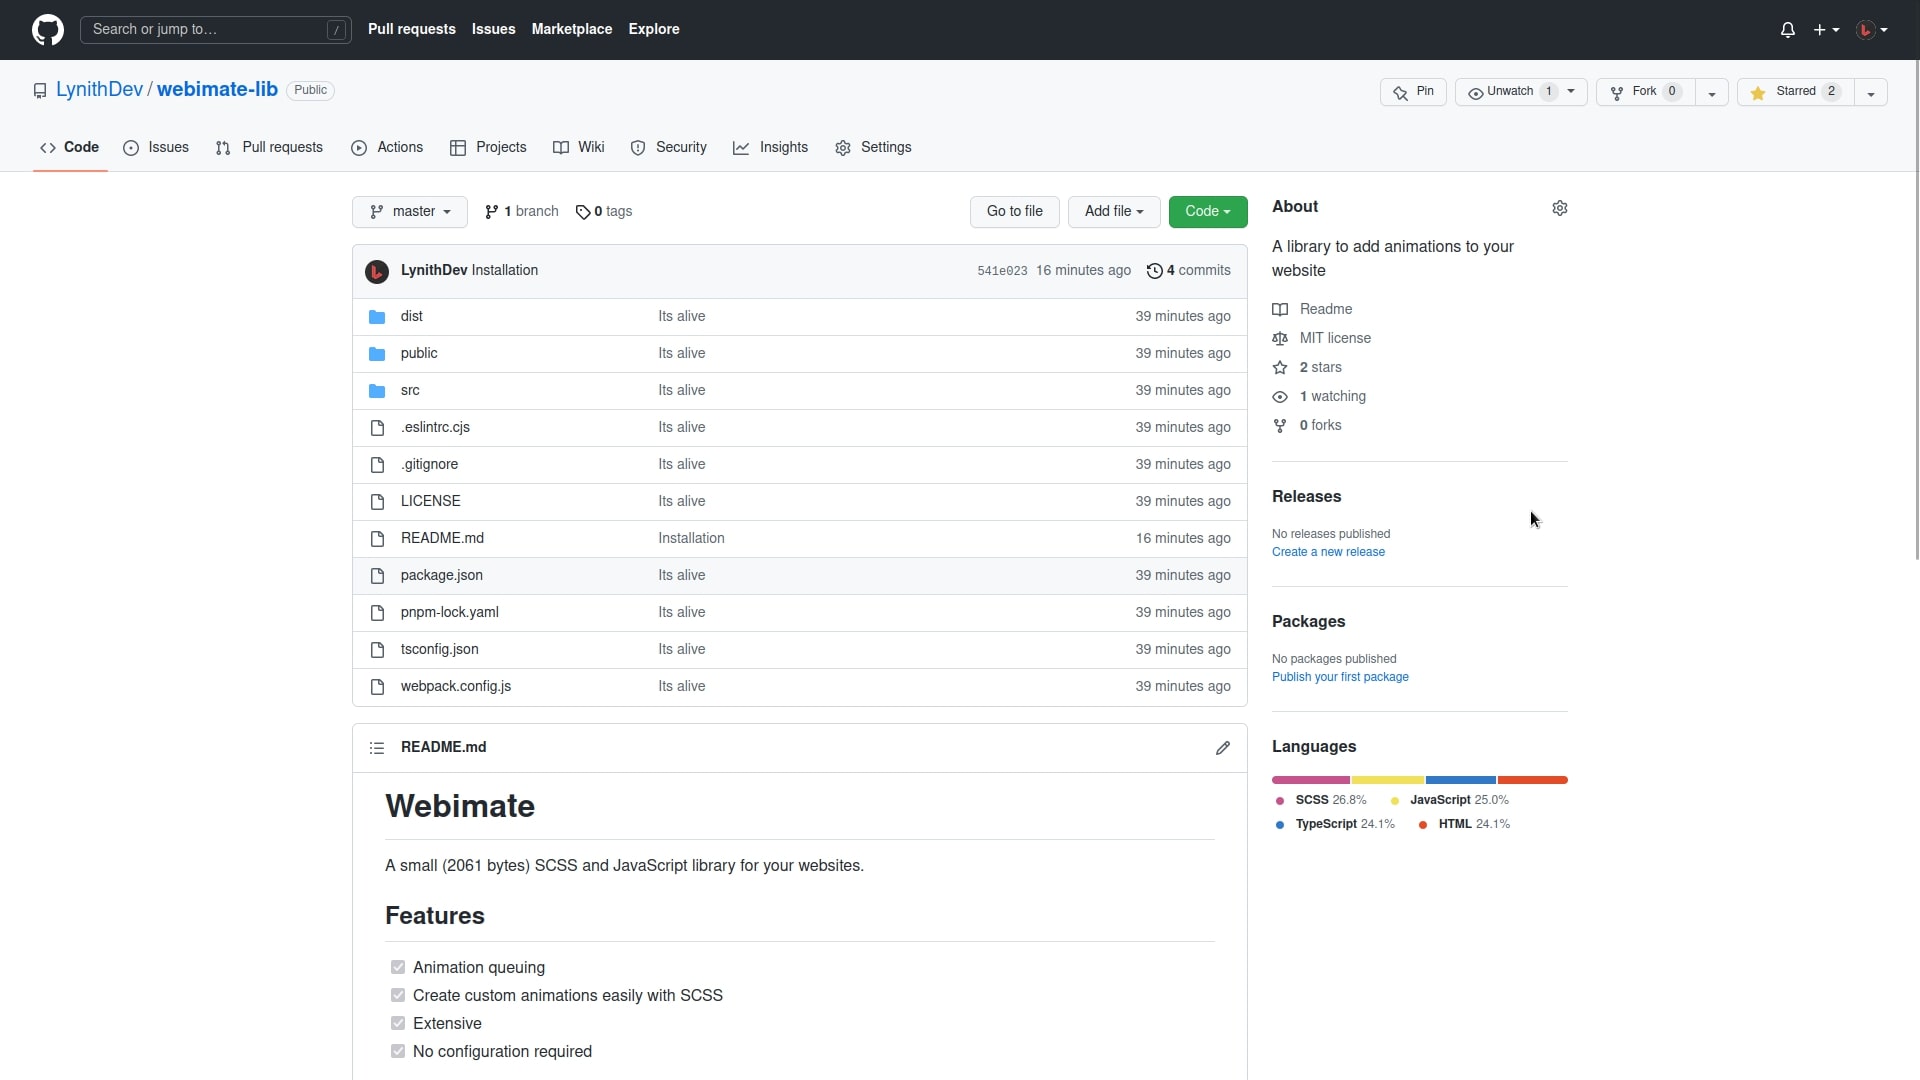 Search or jump to… /
Pull requests Issues Marketplace Explore
LynithDev / webimate-lib Public
Pin Unwatch 1 Fork 0 Starred 2
Code Issues Pull requests Actions Projects Wiki Security Insights Settings
master 1 branch 0 tags
Go to file Add file Code
LynithDev Installation 541e023 16 minutes ago 4 commits
dist Its alive 39 minutes ago
public Its alive 39 minutes ago
src Its alive 39 minutes ago
.eslintrc.cjs Its alive 39 minutes ago
.gitignore Its alive 39 minutes ago
LICENSE Its alive 39 minutes ago
README.md Installation 16 minutes ago
package.json Its alive 39 minutes ago
pnpm-lock.yaml Its alive 39 minutes ago
tsconfig.json Its alive 39 minutes ago
webpack.config.js Its alive 39 minutes ago
README.md
Webimate
A small (2061 bytes) SCSS and JavaScript library for your websites.
Features
Animation queuing
Create custom animations easily with SCSS
Extensive
No configuration required
About
A library to add animations to your
website
Readme
MIT license
2 stars
1 watching
0 forks
Releases
No releases published
Create a new release
Packages
No packages published
Publish your first package
Languages
SCSS 26.8% JavaScript 25.0%
TypeScript 24.1% HTML 24.1%